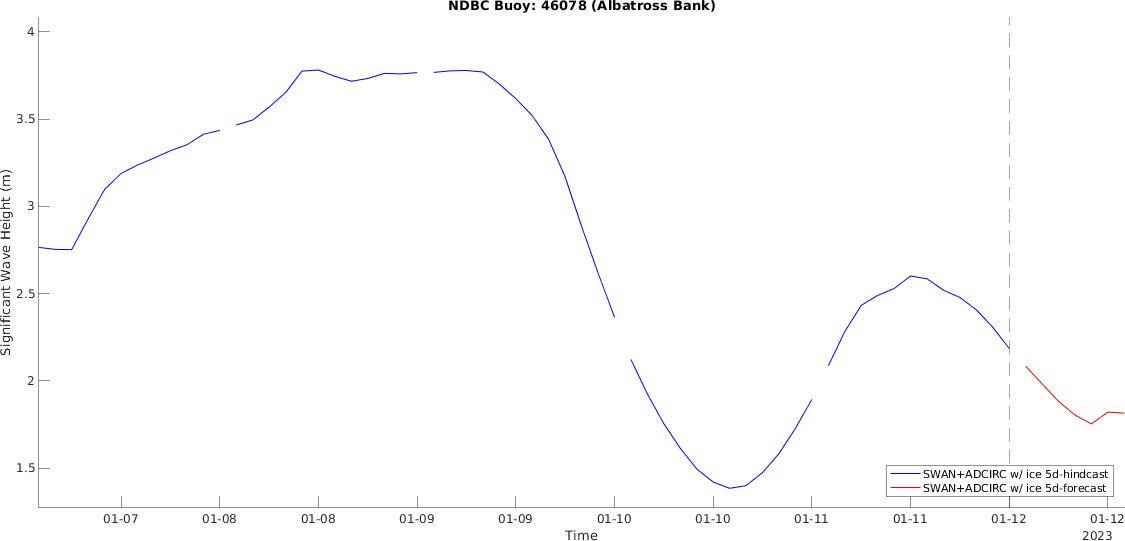 NDBC Buoy: 46078 (Albatross Bank)
4
3.5
3
2.5
2
1.5
Significant Wave Height (m)
SWAN+ADCIRC w/ ice 5d-hindcast
SWAN+ADCIRC w/ ice 5d-forecast
01-07 01-08 01-08 01-09 01-09 01-10 01-10 01-11 01-11 01-12 01-12
Time
2023